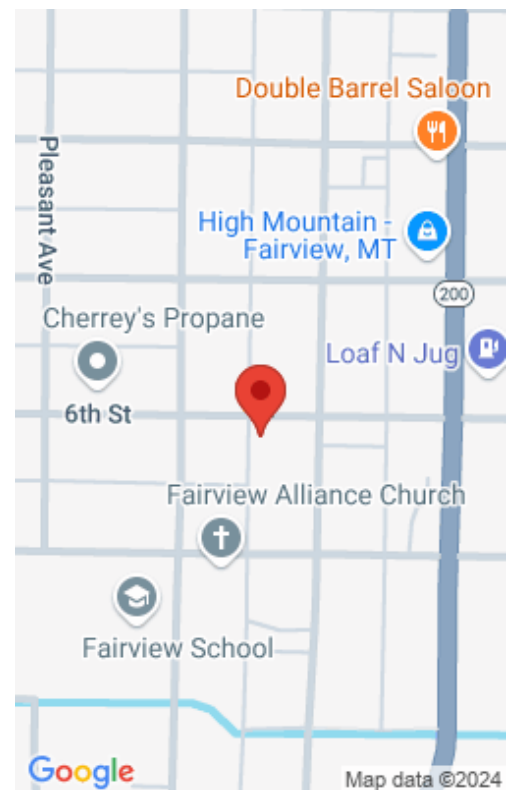 Double Barrel Saloon
Pleasant Ave
High Mountain -
Fairview, MT
200
Cherrey's Propane
Loaf N Jug
6th St
Fairview Alliance Church
Fairview School
Google
Map data ©2024